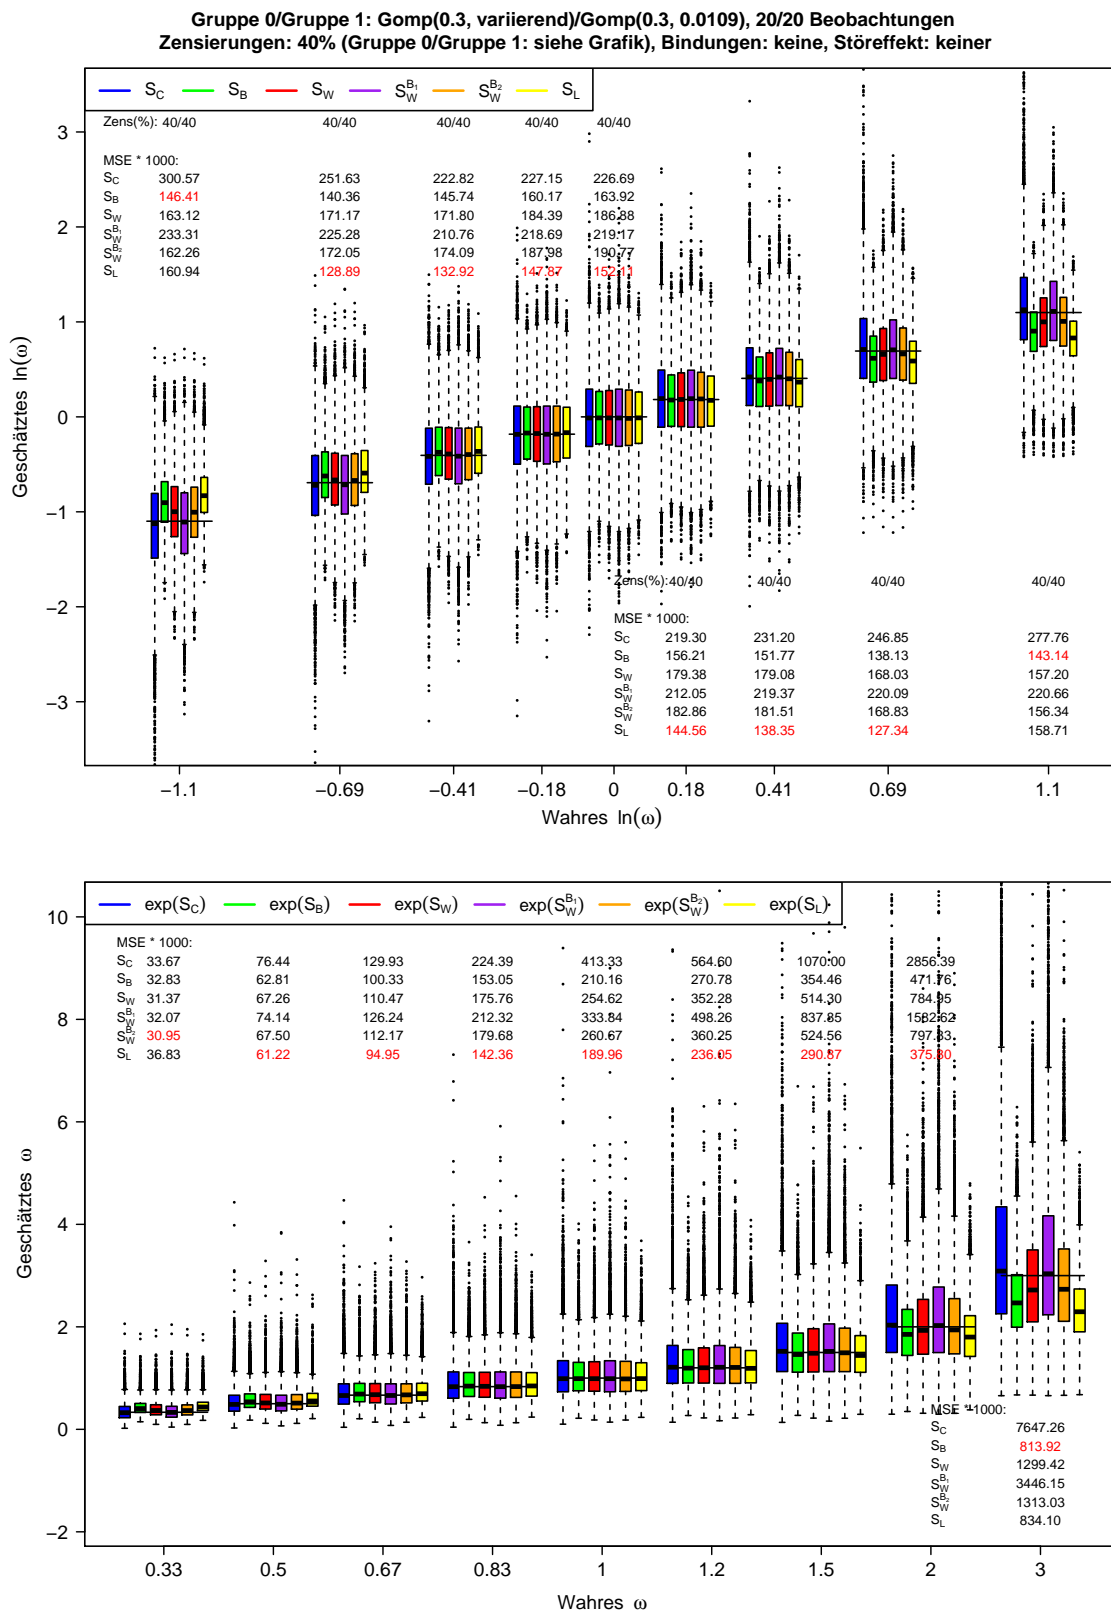 Gruppe 0/Gruppe 1: Gomp(0.3, variierend)/Gomp(0.3, 0.0109), 20/20 Beobachtungen
Zensierungen: 40% (Gruppe 0/Gruppe 1: siehe Grafik), Bindungen: keine, Störeffekt: keiner
S_C S_B S_W S_W^B₁ S_W^B₂ S_L
Zens(%): 40/40 40/40 40/40 40/40 40/40
MSE * 1000:
S_C 300.57 251.63 222.82 227.15 226.69
S_B 146.41 140.36 145.74 160.17 163.92
S_W 163.12 171.17 171.80 184.39 186.88
S_W^B₁ 233.31 225.28 210.76 218.69 219.17
S_W^B₂ 162.26 172.05 174.09 187.98 190.77
S_L 160.94 128.89 132.92 147.87 152.11
Zens(%): 40/40 40/40 40/40 40/40
MSE * 1000:
S_C 219.30 231.20 246.85 277.76
S_B 156.21 151.77 138.13 143.14
S_W 179.38 179.08 168.03 157.20
S_W^B₁ 212.05 219.37 220.09 220.66
S_W^B₂ 182.86 181.51 168.83 156.34
S_L 144.56 138.35 127.34 158.71
3
2
1
0
−1
−2
−3
Geschätztes ln(ω)
−1.1 −0.69 −0.41 −0.18 0 0.18 0.41 0.69 1.1
Wahres ln(ω)
exp(S_C) exp(S_B) exp(S_W) exp(S_W^B₁) exp(S_W^B₂) exp(S_L)
MSE * 1000:
S_C 33.67 76.44 129.93 224.39 413.33 564.60 1070.00 2856.39
S_B 32.83 62.81 100.33 153.05 210.16 270.78 354.46 471.76
S_W 31.37 67.26 110.47 175.76 254.62 352.28 514.30 784.95
S_W^B₁ 32.07 74.14 126.24 212.32 333.84 498.26 837.85 1582.62
S_W^B₂ 30.95 67.50 112.17 179.68 260.67 360.25 524.56 797.83
S_L 36.83 61.22 94.95 142.36 189.96 236.05 290.87 375.80
MSE * 1000:
S_C 7647.26
S_B 813.92
S_W 1299.42
S_W^B₁ 3446.15
S_W^B₂ 1313.03
S_L 834.10
10
8
6
4
2
0
−2
Geschätztes ω
0.33 0.5 0.67 0.83 1 1.2 1.5 2 3
Wahres ω